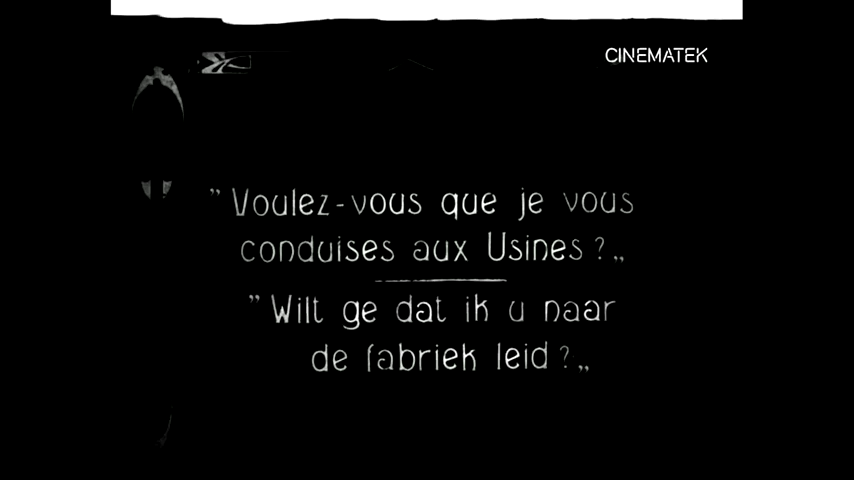 CINEMATEK
”Voulez-vous que je vous
conduises aux Usines?„
”Wilt ge dat ik u naar
de fabriek leid?„